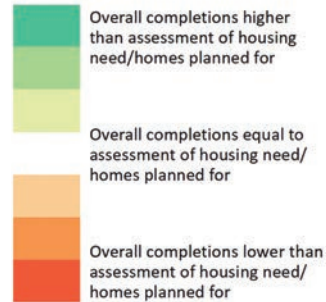 Overall completions higher
than assessment of housing
need/homes planned for
Overall completions equal to
assessment of housing need/
homes planned for
Overall completions lower than
assessment of housing need/
homes planned for